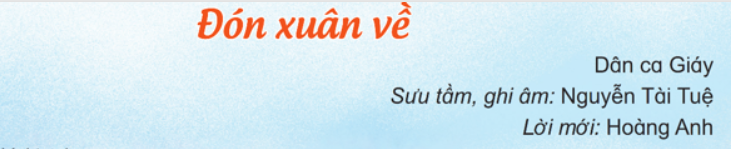 Đón xuân về
Dân ca Giáy
Sưu tầm, ghi âm: Nguyễn Tài Tuệ
Lời mới: Hoàng Anh